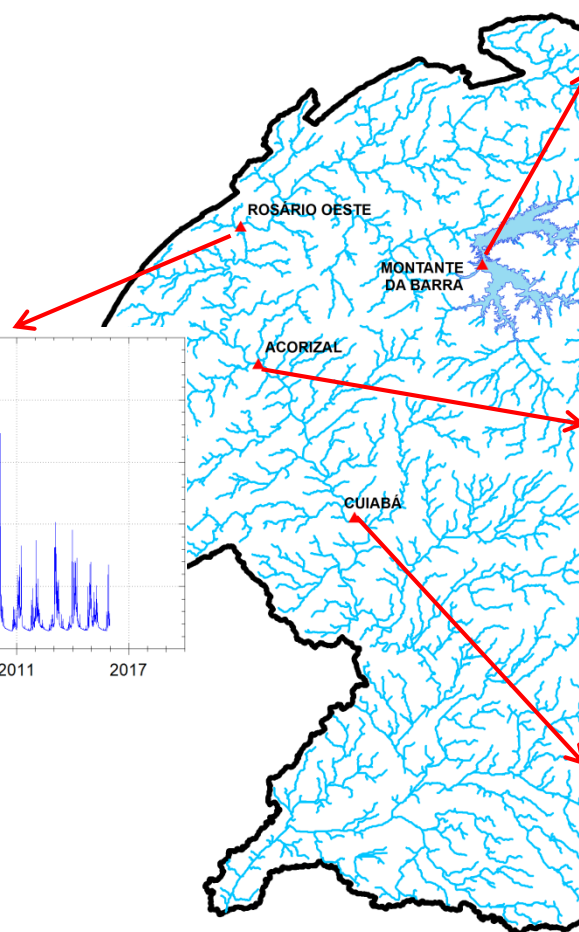 ROSÁRIO OESTE
MONTANTE
DA BARRA
ACORIZAL
CUIABÁ
2011
2017